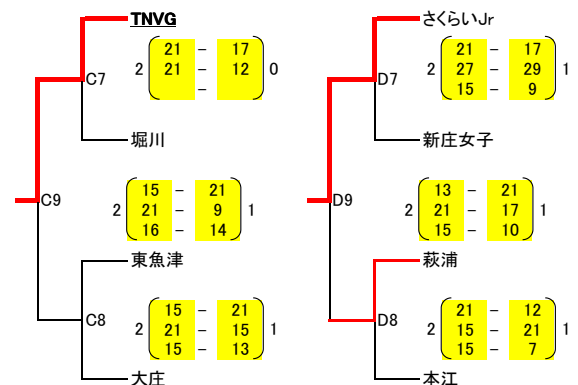 TNVG
21 - 17
C7 2 21 - 12 0
-
堀川
15 - 21
C9 2 21 - 9 1
16 - 14
東魚津
15 - 21
C8 2 21 - 15 1
15 - 13
大庄
さくらいJr
21 - 17
D7 2 27 - 29 1
15 - 9
新庄女子
13 - 21
D9 2 21 - 17 1
15 - 10
萩浦
21 - 12
D8 2 15 - 21 1
15 - 7
本江